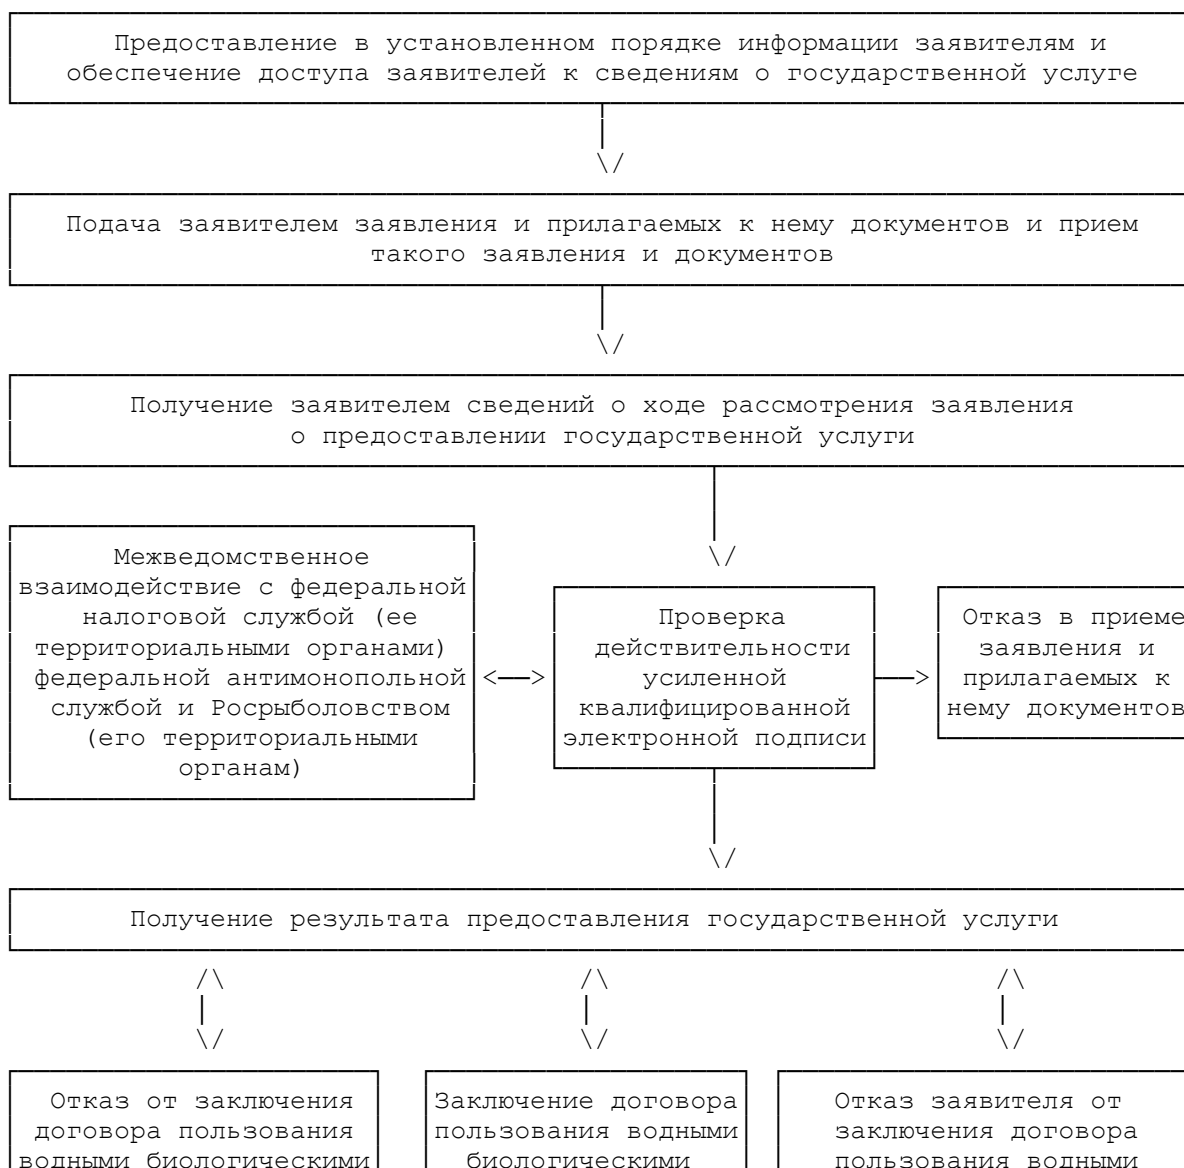 Предоставление в установленном порядке информации заявителям и
обеспечение доступа заявителей к сведениям о государственной услуге
Подача заявителем заявления и прилагаемых к нему документов и прием
такого заявления и документов
Получение заявителем сведений о ходе рассмотрения заявления
о предоставлении государственной услуги
Межведомственное
взаимодействие с федеральной
налоговой службой (ее
территориальными органами)
федеральной антимонопольной
службой и Росрыболовством
(его территориальными
органам)
Проверка
действительности
усиленной
квалифицированной
электронной подписи
Отказ в приеме
заявления и
прилагаемых к
нему документов
Получение результата предоставления государственной услуги
Отказ от заключения
договора пользования
водными биологическими
Заключение договора
пользования водными
биологическими
Отказ заявителя от
заключения договора
пользования водными